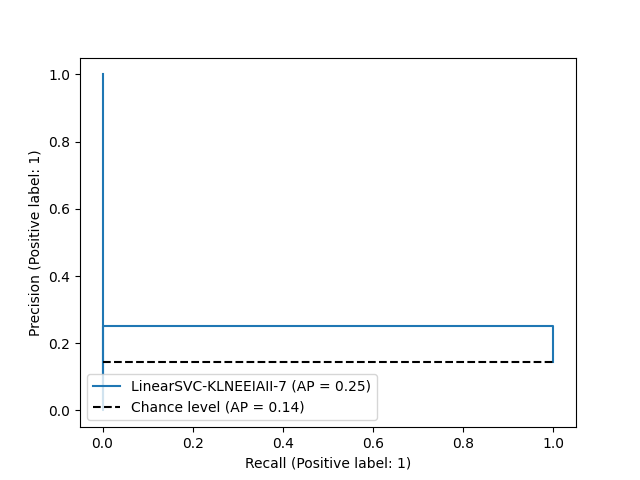 1.0
0.8
0.6
0.4
0.2
0.0
Precision (Positive label: 1)
LinearSVC-KLNEEIAII-7 (AP = 0.25)
Chance level (AP = 0.14)
0.0 0.2 0.4 0.6 0.8 1.0
Recall (Positive label: 1)